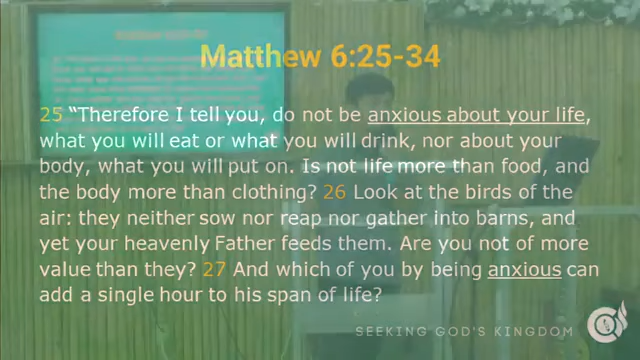 Matthew 6:25-34
25 “Therefore I tell you, do not be anxious about your life,
what you will eat or what you will drink, nor about your
body, what you will put on. Is not life more than food, and
the body more than clothing? 26 Look at the birds of the
air: they neither sow nor reap nor gather into barns, and
yet your heavenly Father feeds them. Are you not of more
value than they? 27 And which of you by being anxious can
add a single hour to his span of life?
SEEKING GOD'S KINGDOM